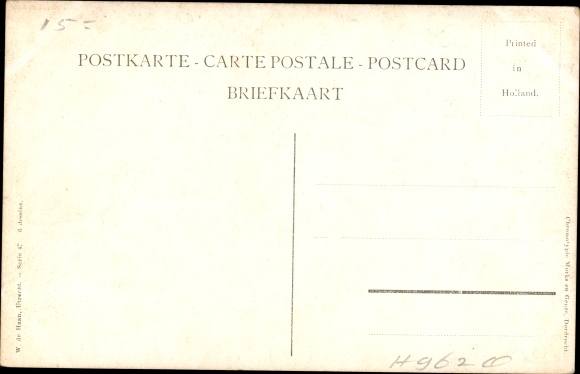 15=
POSTKARTE - CARTE POSTALE - POSTCARD
BRIEFKAART
Printed
in
Holland.
W. de Haan, Utrecht. — Serie 47 6 dessins.
Chromotypie Morks en Geuze, Dordrecht.
H962